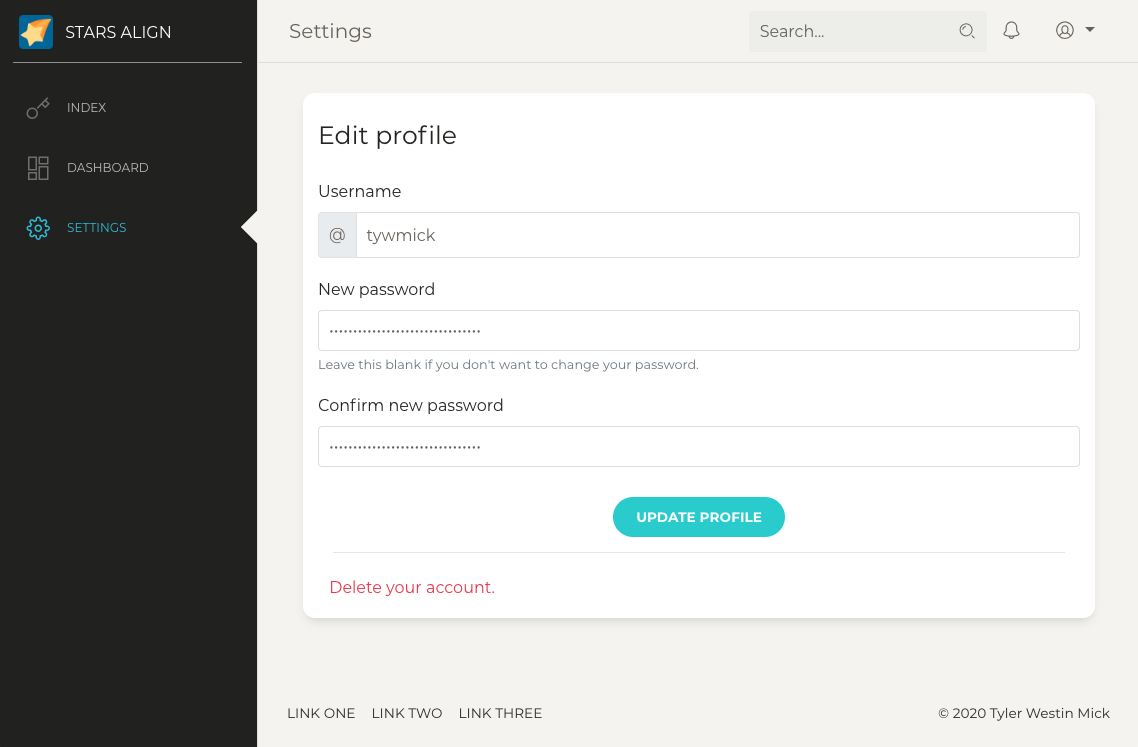 STARS ALIGN
INDEX
DASHBOARD
SETTINGS
Settings
Search...
Edit profile
Username
@ tywmick
New password
••••••••••••••••••••••••••••••••
Leave this blank if you don't want to change your password.
Confirm new password
••••••••••••••••••••••••••••••••
UPDATE PROFILE
Delete your account.
LINK ONE LINK TWO LINK THREE
© 2020 Tyler Westin Mick